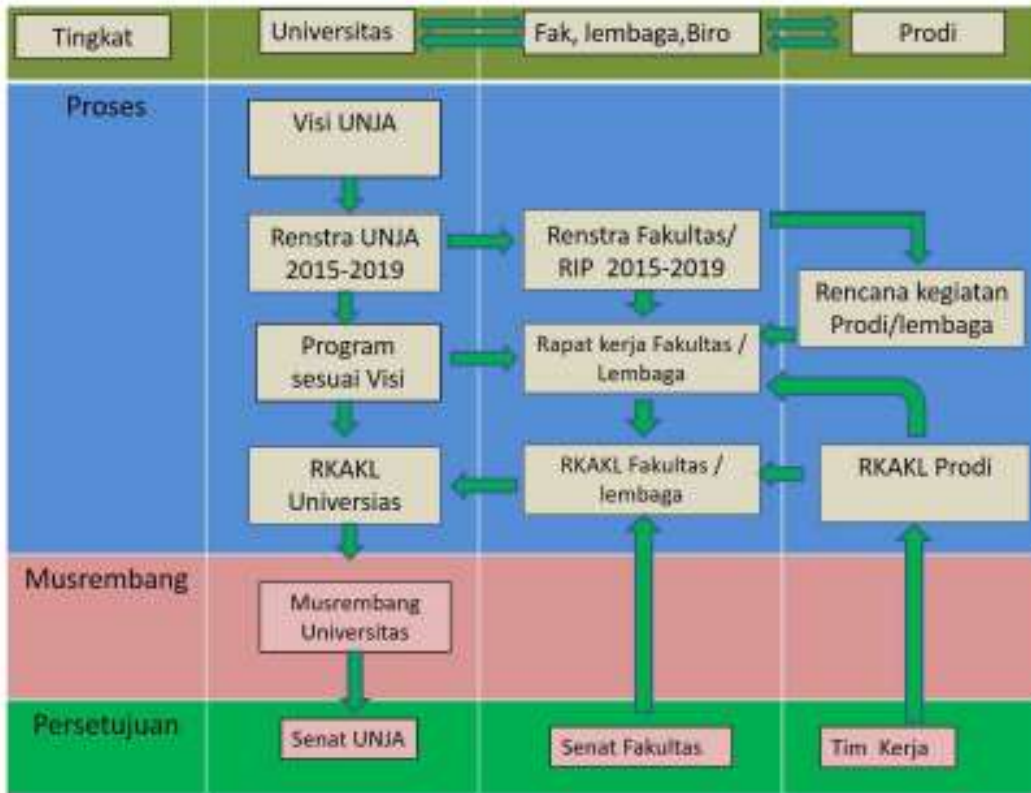 Tingkat
Universitas
Fak, lembaga,Biro
Prodi
Proses
Visi UNJA
Renstra UNJA
2015-2019
Renstra Fakultas/
RIP 2015-2019
Rencana kegiatan
Prodi/lembaga
Program
sesuai Visi
Rapat kerja Fakultas /
Lembaga
RKAKL
Universias
RKAKL Fakultas /
lembaga
RKAKL Prodi
Musrembang
Musrembang
Universitas
Persetujuan
Senat UNJA
Senat Fakultas
Tim Kerja